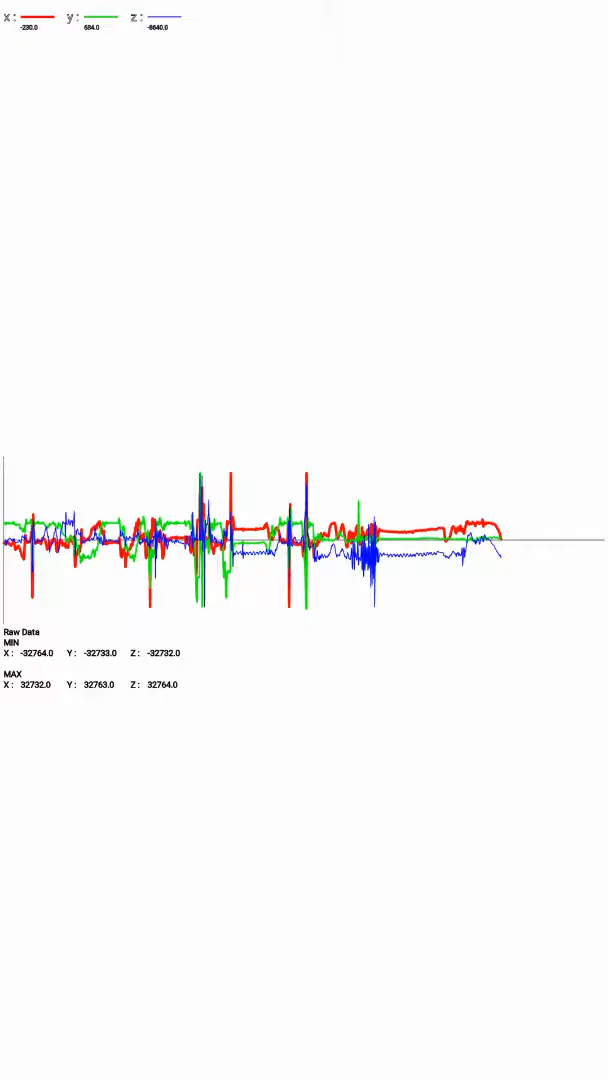 x: y: z:
-230.0 684.0 -8640.0
Raw Data
MIN
X : -32764.0 Y : -32733.0 Z : -32732.0
MAX
X : 32732.0 Y : 32763.0 Z : 32764.0